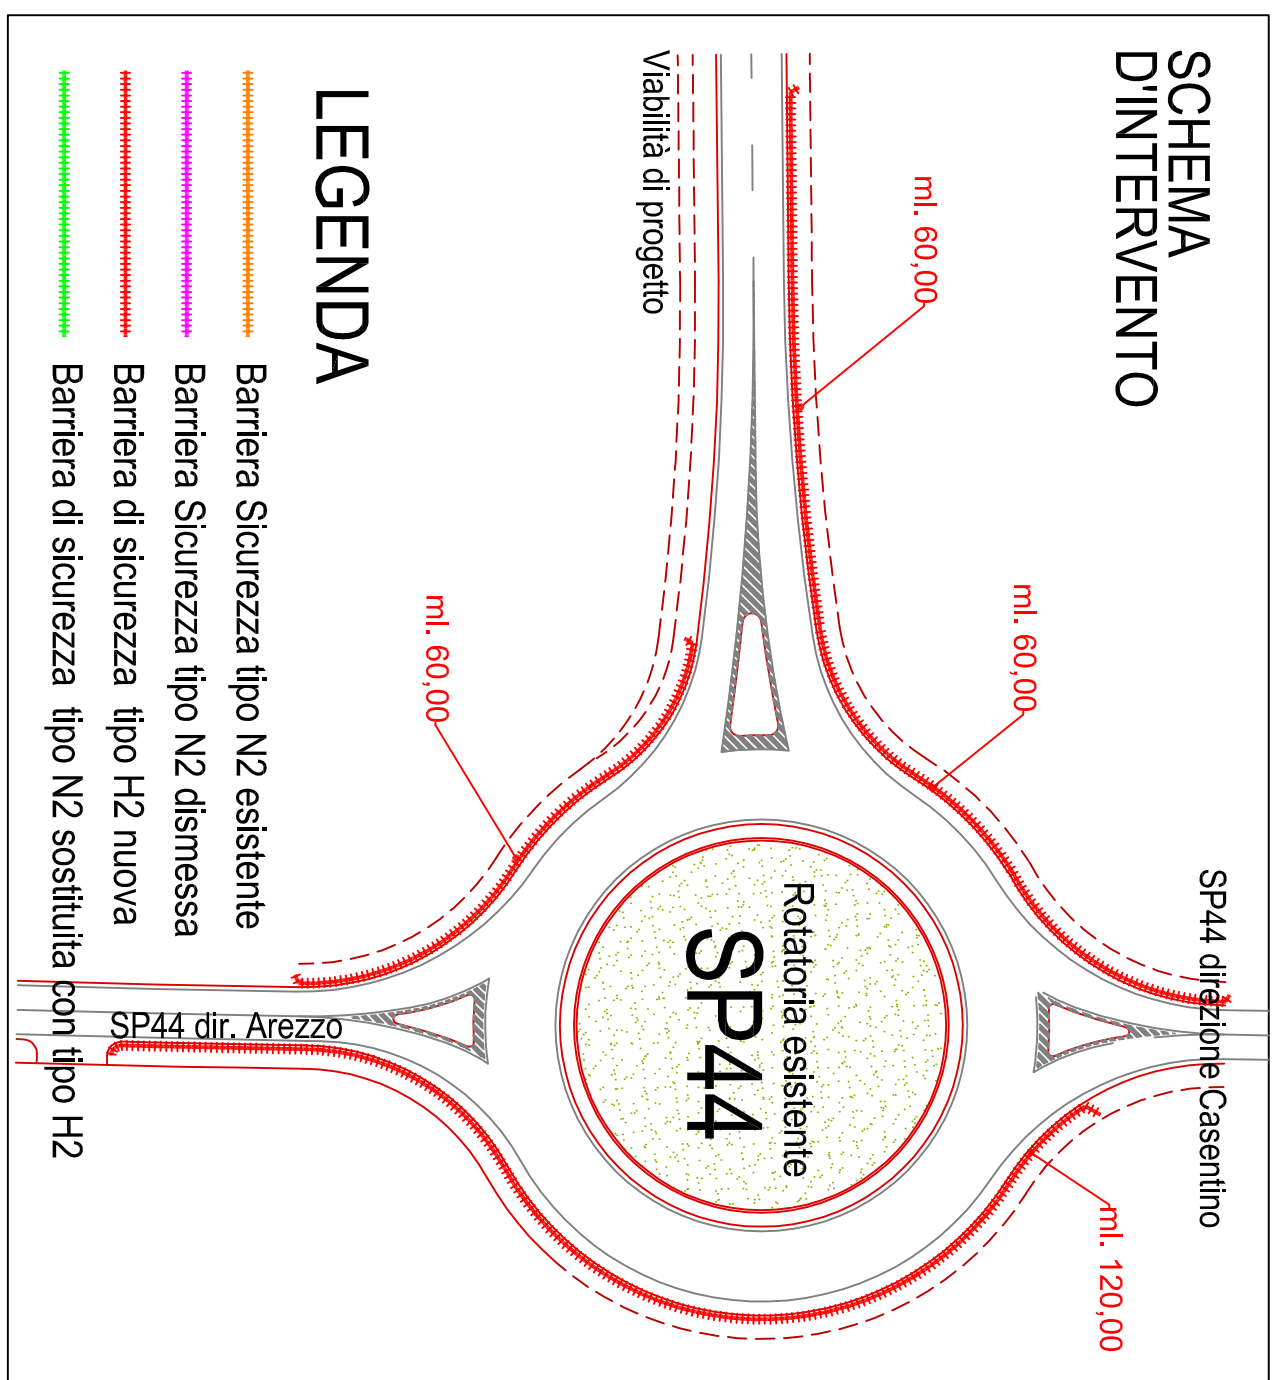 SCHEMA
D'INTERVENTO
SP44 direzione Casentino
ml. 60,00
ml. 60,00
ml. 120,00
Viabilità di progetto
Rotatoria esistente
SP44
ml. 60,00
SP44 dir. Arezzo
LEGENDA
Barriera Sicurezza tipo N2 esistente
Barriera Sicurezza tipo N2 dismessa
Barriera di sicurezza tipo H2 nuova
Barriera di sicurezza tipo N2 sostituita con tipo H2